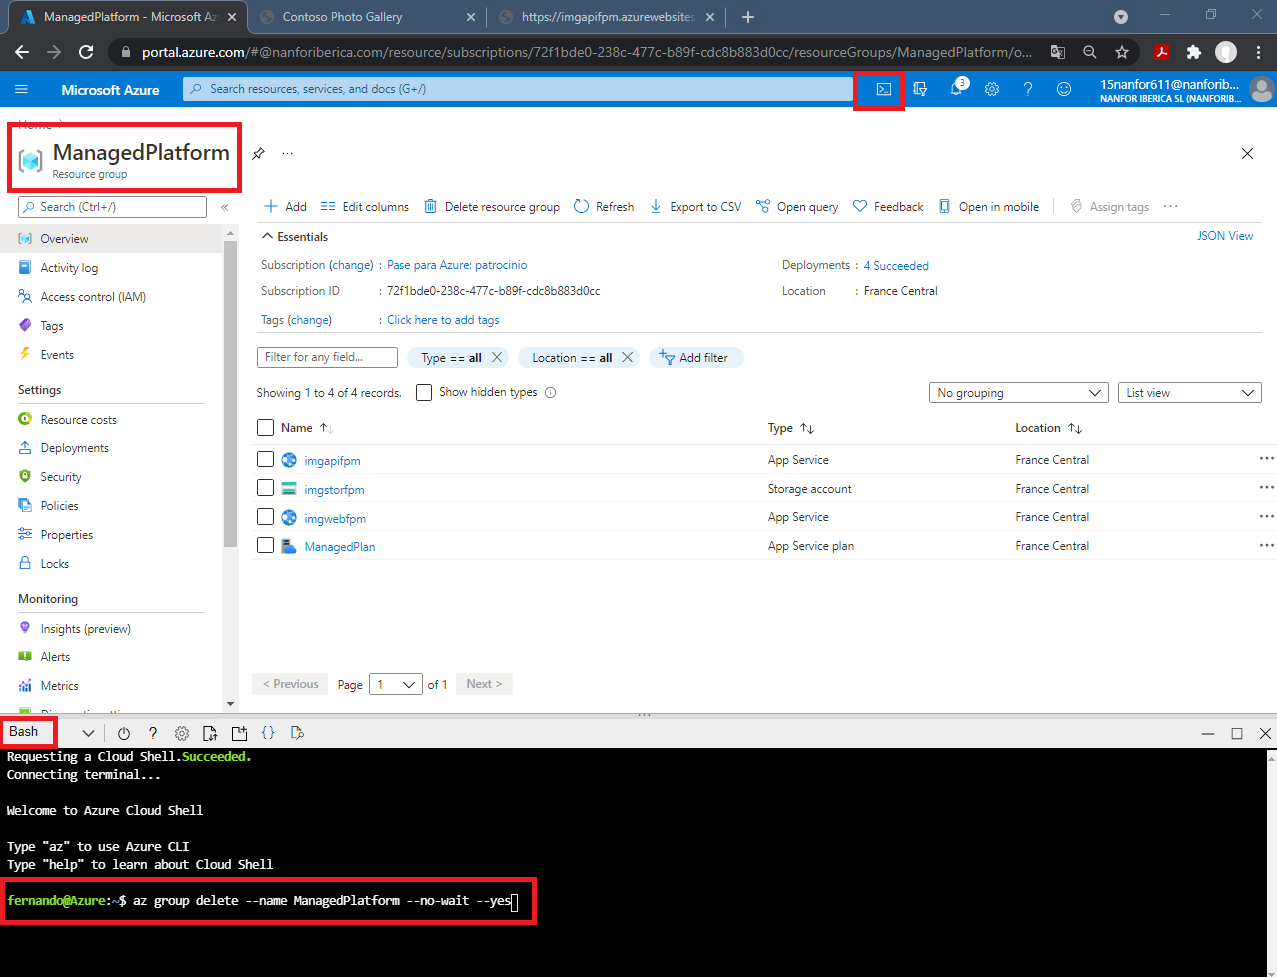 ManagedPlatform - Microsoft Az
Contoso Photo Gallery
https://imgapifpm.azurewebsites.
portal.azure.com/#@nanforiberica.com/resource/subscriptions/72f1bde0-238c-477c-b89f-cdc8b883d0cc/resourceGroups/ManagedPlatform/o...
Microsoft Azure
Search resources, services, and docs (G+/)
3
15nanfor611@nanforib...
NANFOR IBERICA SL (NANFORIB...
Home >
ManagedPlatform
Resource group
Search (Ctrl+/)
«
Add
Edit columns
Delete resource group
Refresh
Export to CSV
Open query
Feedback
Open in mobile
Assign tags
Overview
Activity log
Access control (IAM)
Tags
Events
Settings
Resource costs
Deployments
Security
Policies
Properties
Locks
Monitoring
Insights (preview)
Alerts
Metrics
Essentials
JSON View
Subscription (change) : Pase para Azure: patrocinio
Deployments : 4 Succeeded
Subscription ID : 72f1bde0-238c-477c-b89f-cdc8b883d0cc
Location : France Central
Tags (change) : Click here to add tags
Filter for any field...
Type == all
Location == all
Add filter
Showing 1 to 4 of 4 records.
Show hidden types
No grouping
List view
Name
Type
Location
imgapifpm App Service France Central
imgstorfpm Storage account France Central
imgwebfpm App Service France Central
ManagedPlan App Service plan France Central
< Previous
Page 1 of 1
Next >
Bash
Requesting a Cloud Shell.Succeeded.
Connecting terminal...
Welcome to Azure Cloud Shell
Type "az" to use Azure CLI
Type "help" to learn about Cloud Shell
fernando@Azure:~$ az group delete --name ManagedPlatform --no-wait --yes